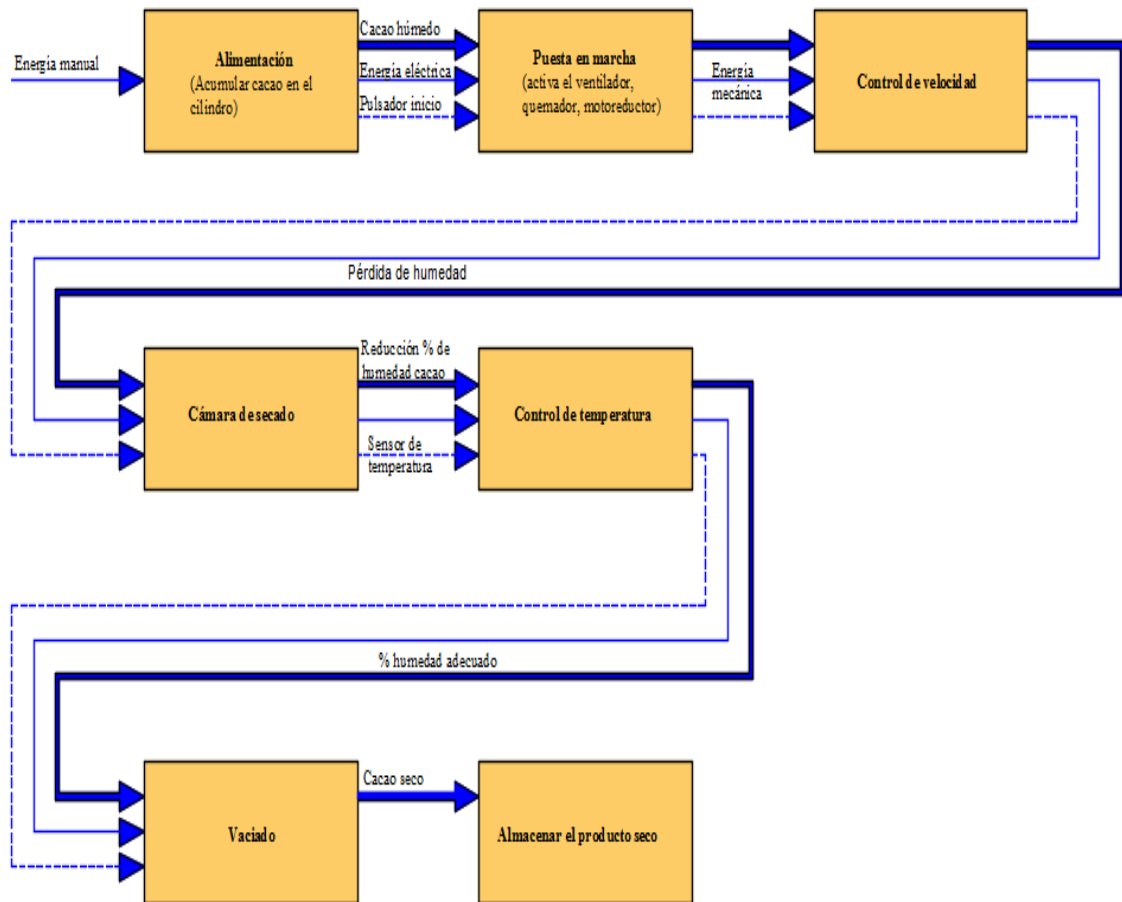 Energía manual
Alimentación
(Acumular cacao en el
cilindro)
Cacao húmedo
Energía eléctrica
Pulsador inicio
Puesta en marcha
(activa el ventilador,
quemador, motoreductor)
Energía
mecánica
Control de velocidad
Pérdida de humedad
Cámara de secado
Reducción % de
humedad cacao
Sensor de
temperatura
Control de temperatura
% humedad adecuado
Vaciado
Cacao seco
Almacenar el producto seco